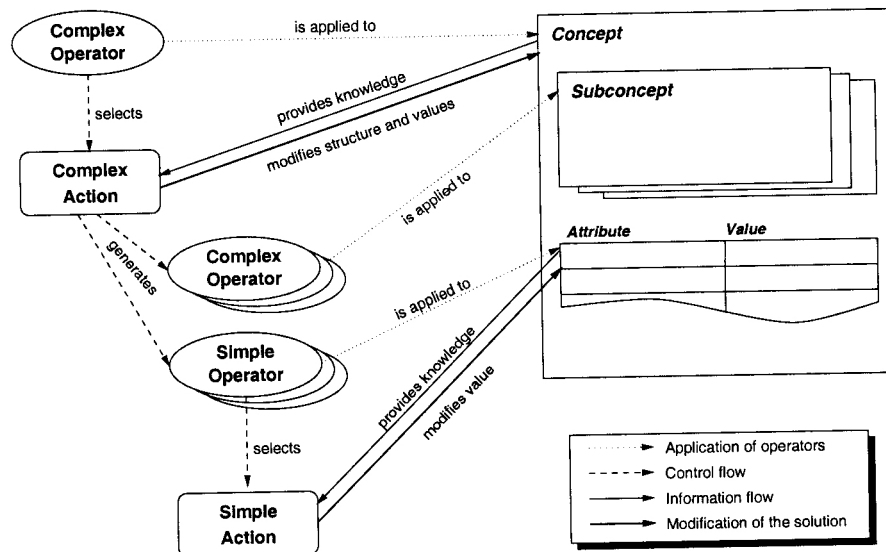 Complex
Operator
is applied to
Concept
provides knowledge
modifies structure and values
selects
Subconcept
Complex
Action
is applied to
generates
Attribute Value
Complex
Operator
is applied to
Simple
Operator
provides knowledge
modifies value
selects
Application of operators
Control flow
Information flow
Modification of the solution
Simple
Action